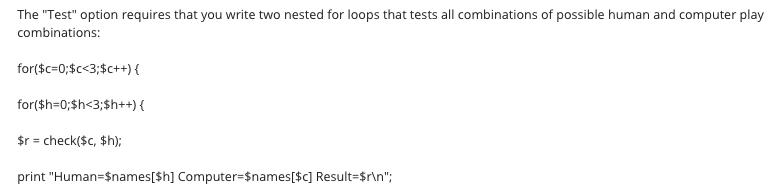 The "Test" option requires that you write two nested for loops that tests all combinations of possible human and computer play
combinations:
for($c=0;$c<3;$c++) {
for($h=0;$h<3;$h++) {
$r = check($c, $h);
print "Human=$names[$h] Computer=$names[$c] Result=$r\n";